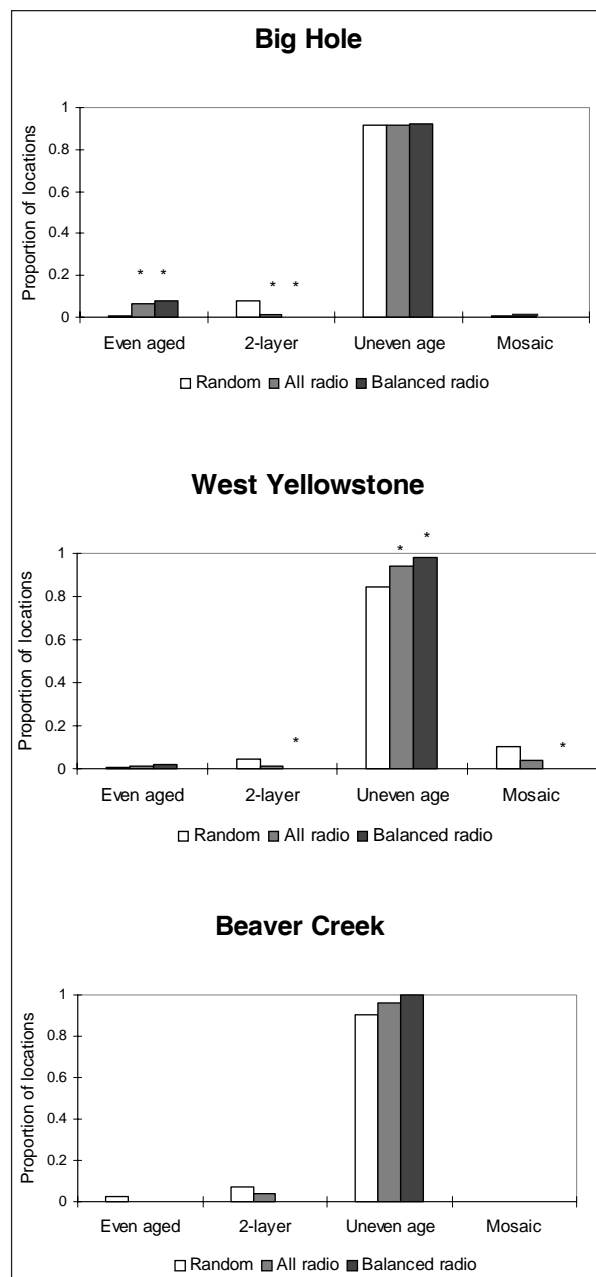 Big Hole
1
0.8
0.6
0.4
0.2
0
Proportion of locations
* *
* *
Even aged 2-layer Uneven age Mosaic
Random All radio Balanced radio
West Yellowstone
1
0.8
0.6
0.4
0.2
0
Proportion of locations
*
*
* *
Even aged 2-layer Uneven age Mosaic
Random All radio Balanced radio
Beaver Creek
1
0.8
0.6
0.4
0.2
0
Proportion of locations
Even aged 2-layer Uneven age Mosaic
Random All radio Balanced radio